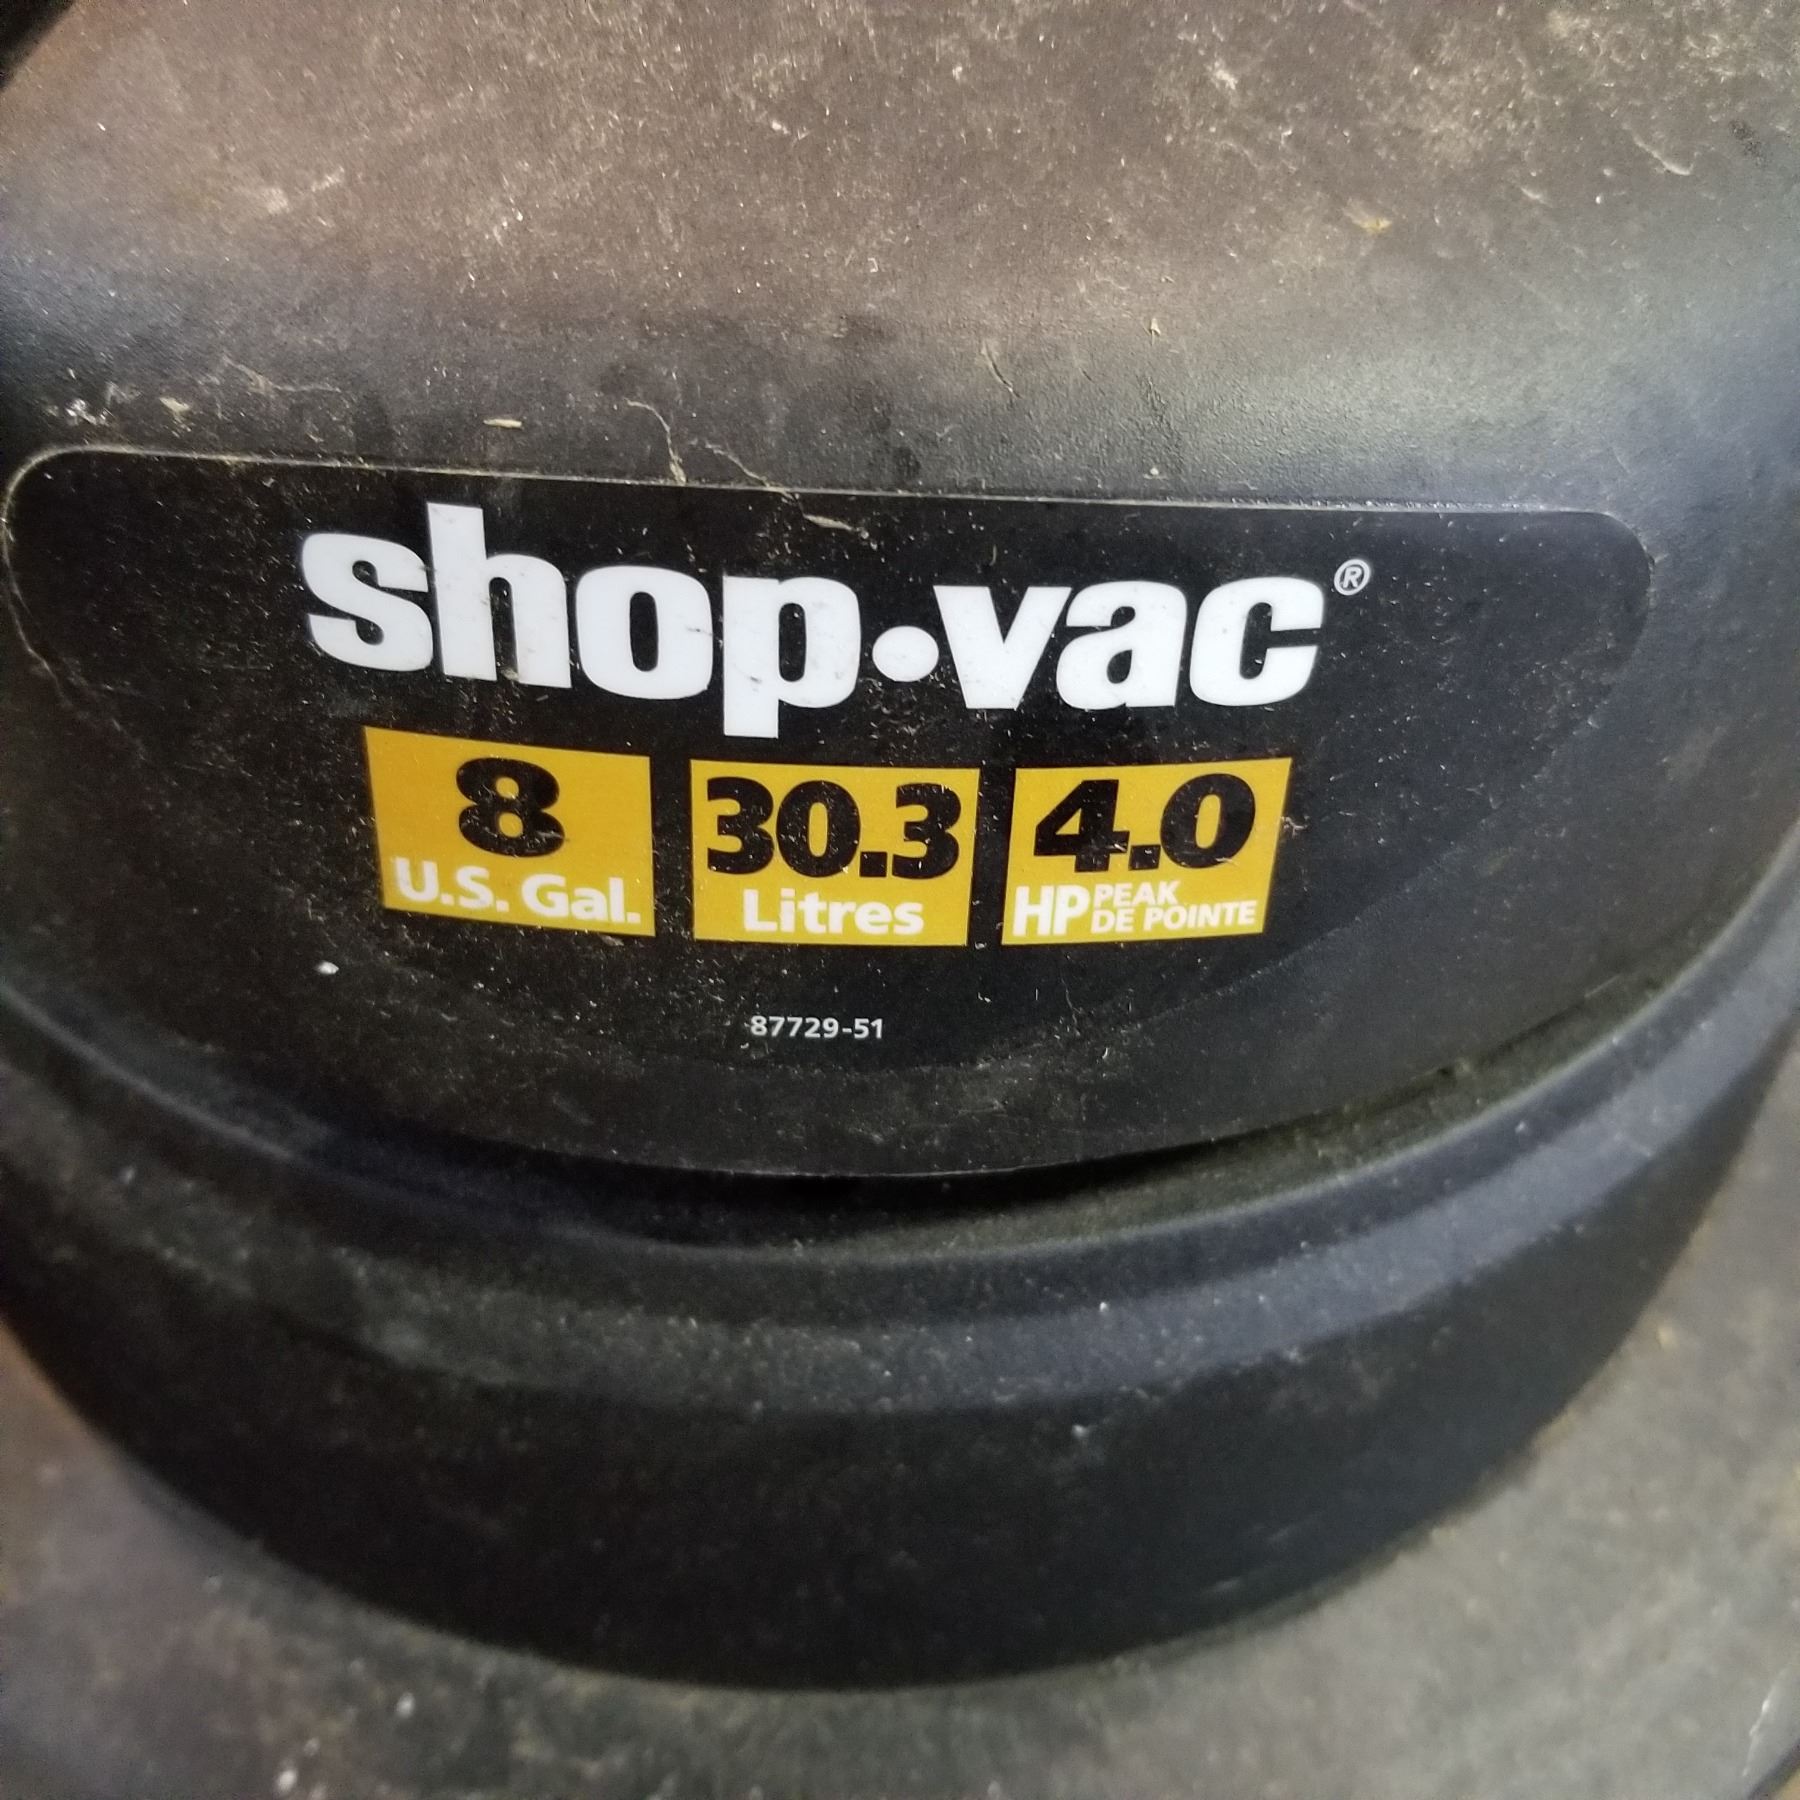 shop•vac®
8 30.3 4.0
U.S. Gal. Litres HP PEAK DE POINTE
87729-51